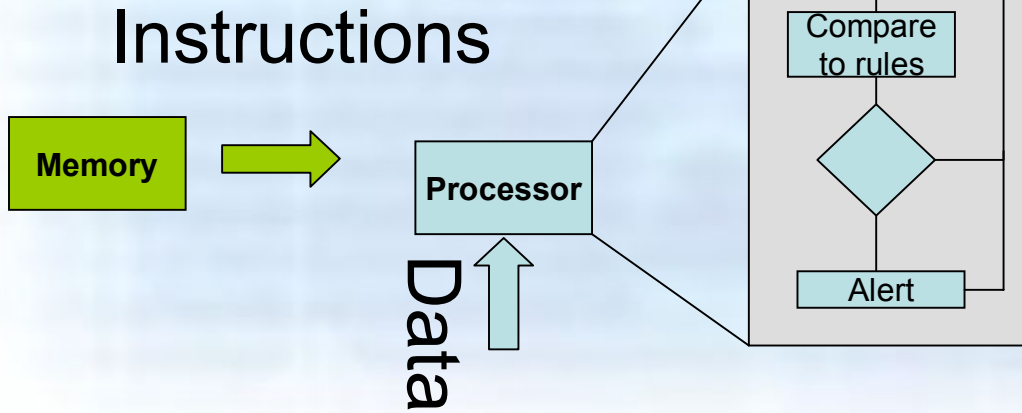 Instructions
Compare
to rules
Memory
Processor
Data
Alert